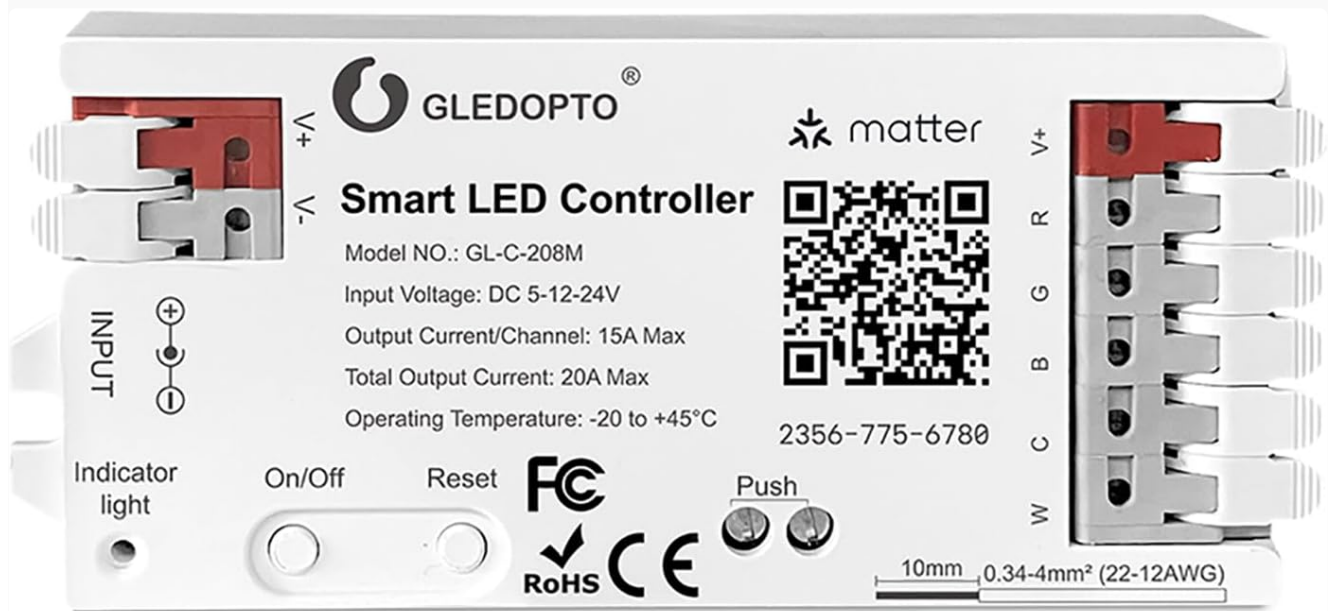 GLEDOPTO®
matter
V+
V-
Smart LED Controller
Model NO.: GL-C-208M
Input Voltage: DC 5-12-24V
Output Current/Channel: 15A Max
Total Output Current: 20A Max
Operating Temperature: -20 to +45°C
INPUT
2356-775-6780
V+
R
G
B
C
W
Indicator
light
On/Off
Reset
FC
RoHS
CE
Push
10mm
0.34-4mm² (22-12AWG)